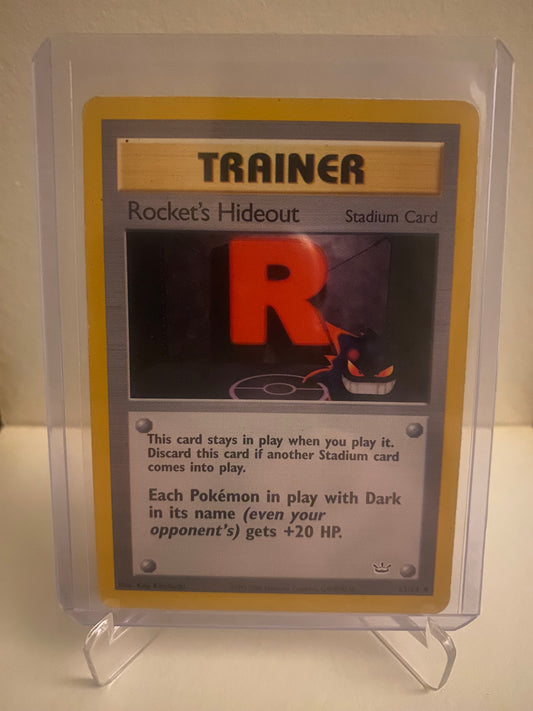 TRAINER
Rocket's Hideout Stadium Card
R
This card stays in play when you play it.
Discard this card if another Stadium card
comes into play.
Each Pokémon in play with Dark
in its name (even your
opponent's) gets +20 HP.